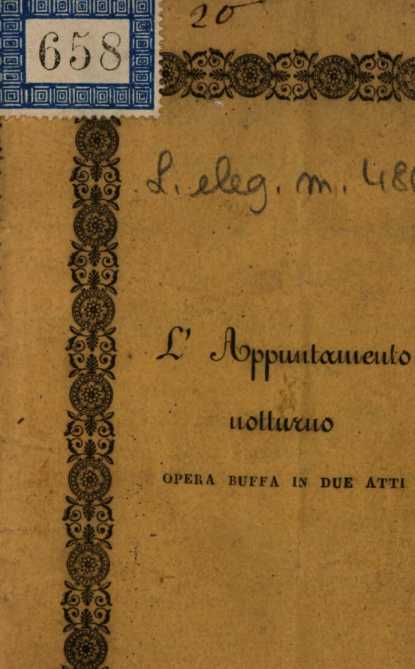 658
20
L. eleg. m. 48
L' Appuntamento
notturno
OPERA BUFFA IN DUE ATTI